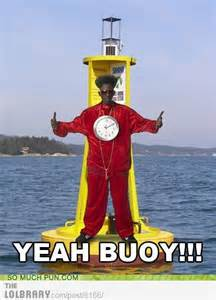 YEAH BUOY!!!
SO MUCH PUN.COM
THE
LOLBRARY